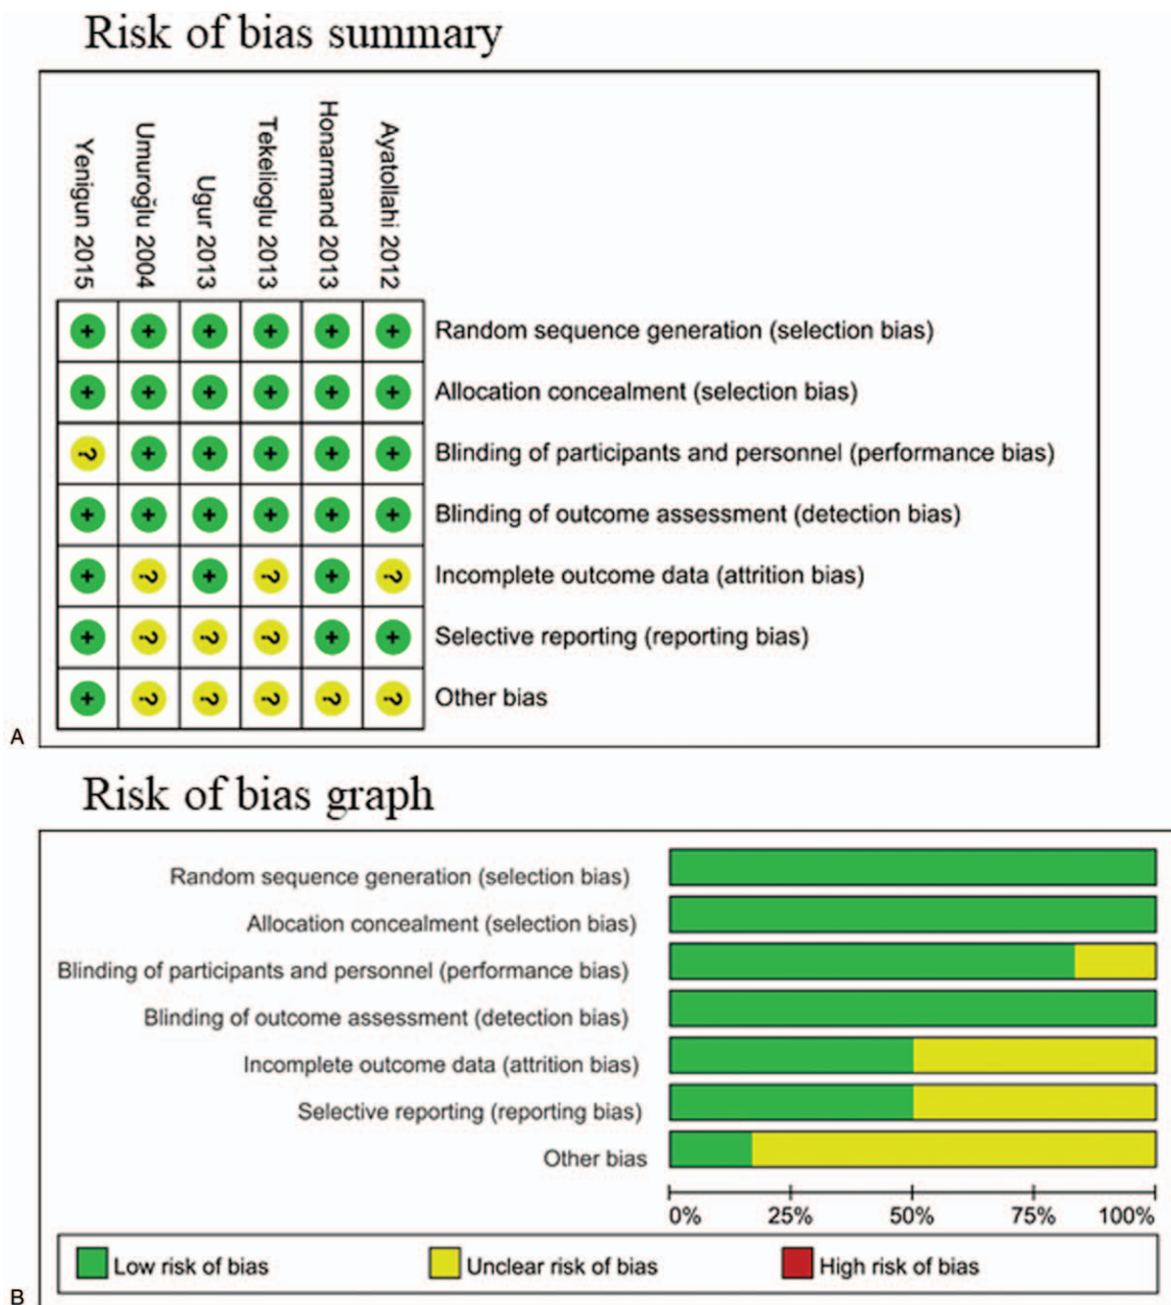 Risk of bias summary
Yenigun 2015
Umuroğlu 2004
Ugur 2013
Tekelioglu 2013
Honarmand 2013
Ayatollahi 2012
+ + + + + + Random sequence generation (selection bias)
+ + + + + + Allocation concealment (selection bias)
? + + + + + Blinding of participants and personnel (performance bias)
+ + + + + + Blinding of outcome assessment (detection bias)
+ ? + ? + ? Incomplete outcome data (attrition bias)
+ ? ? ? + + Selective reporting (reporting bias)
+ ? ? ? ? ? Other bias
A
Risk of bias graph
Random sequence generation (selection bias)
Allocation concealment (selection bias)
Blinding of participants and personnel (performance bias)
Blinding of outcome assessment (detection bias)
Incomplete outcome data (attrition bias)
Selective reporting (reporting bias)
Other bias
0% 25% 50% 75% 100%
Low risk of bias Unclear risk of bias High risk of bias
B